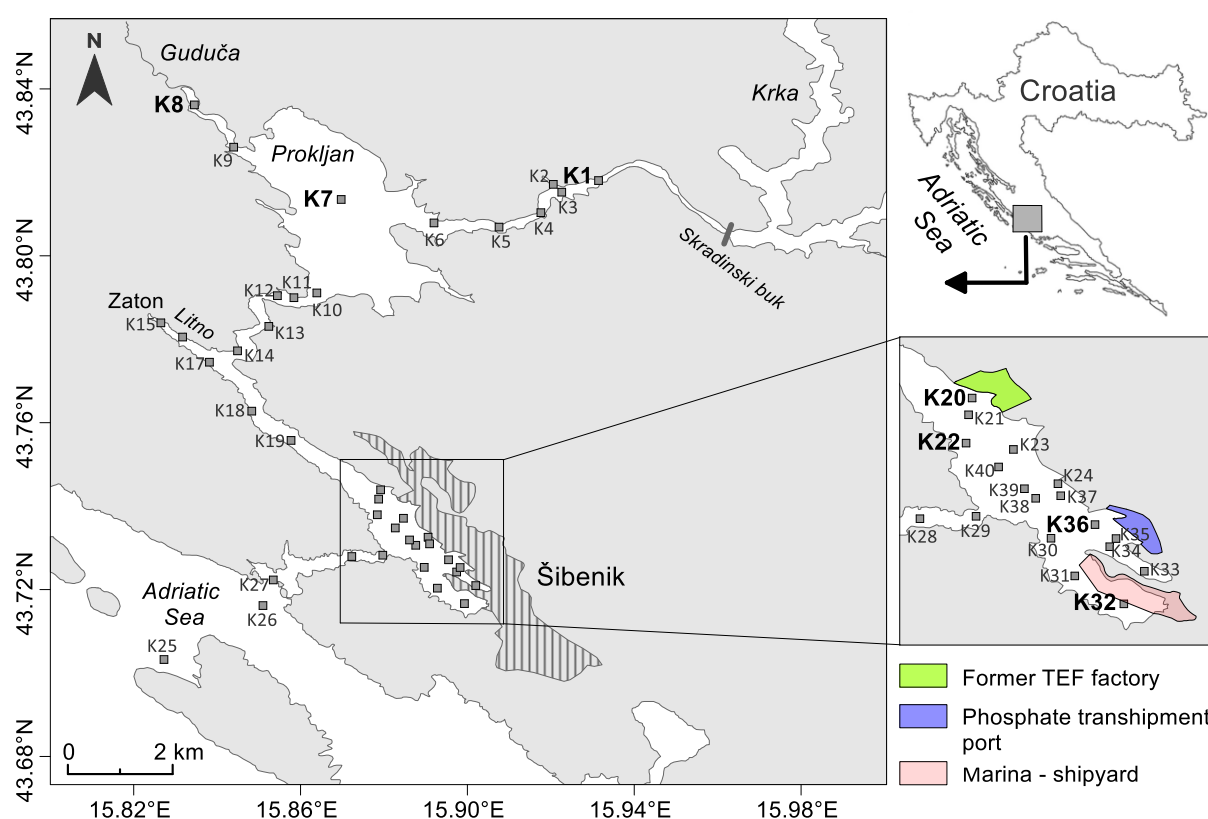 N
Guduča
K8
K9
Prokljan
K7
Krka
K2
K1
K3
K4
K5
K6
Skradinski buk
K12
K11
K10
Zaton
K15
Litno
K13
K14
K17
K18
K19
Šibenik
Adriatic
Sea
K27
K26
K25
0
2 km
43.84°N
43.80°N
43.76°N
43.72°N
43.68°N
15.82°E
15.86°E
15.90°E
15.94°E
15.98°E
Croatia
Adriatic
Sea
K20
K21
K22
K23
K40
K24
K39
K37
K38
K36
K28
K29
K30
K35
K34
K31
K33
K32
Former TEF factory
Phosphate transhipment
port
Marina - shipyard